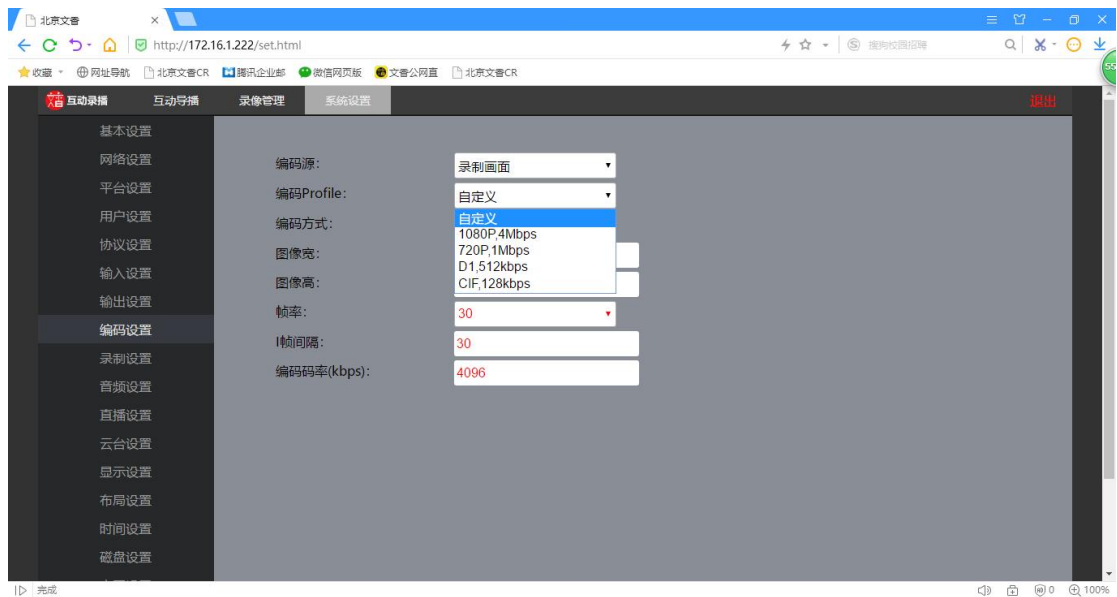 北京文香
http://172.16.1.222/set.html
搜狗校园招聘
收藏 网址导航 北京文香CR 腾讯企业邮 微信网页版 文香公网直 北京文香CR
55
文香 互动录播 互动导播 录像管理 系统设置 退出
基本设置
网络设置
平台设置
用户设置
协议设置
输入设置
输出设置
编码设置
录制设置
音频设置
直播设置
云台设置
显示设置
布局设置
时间设置
磁盘设置
编码源: 录制画面
编码Profile: 自定义
自定义
1080P,4Mbps
720P,1Mbps
D1,512kbps
CIF,128kbps
编码方式:
图像宽:
图像高:
帧率: 30
I帧间隔: 30
编码码率(kbps): 4096
完成
0 100%